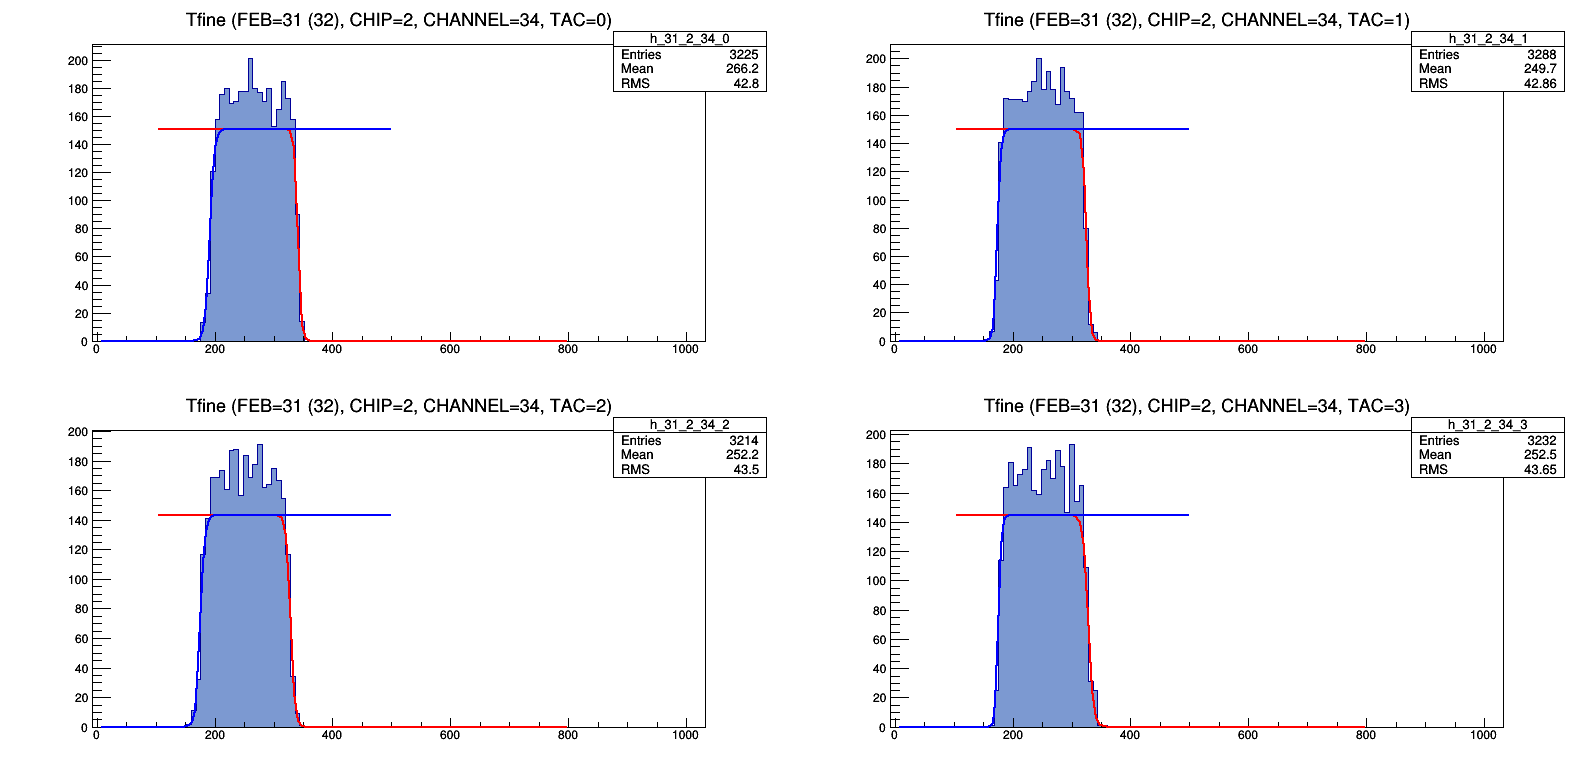 Tfine (FEB=31 (32), CHIP=2, CHANNEL=34, TAC=0)
h_31_2_34_0
Entries 3225
Mean 266.2
RMS 42.8
200
180
160
140
120
100
80
60
40
20
0
0 200 400 600 800 1000
Tfine (FEB=31 (32), CHIP=2, CHANNEL=34, TAC=1)
h_31_2_34_1
Entries 3288
Mean 249.7
RMS 42.86
200
180
160
140
120
100
80
60
40
20
0
0 200 400 600 800 1000
Tfine (FEB=31 (32), CHIP=2, CHANNEL=34, TAC=2)
h_31_2_34_2
Entries 3214
Mean 252.2
RMS 43.5
200
180
160
140
120
100
80
60
40
20
0
0 200 400 600 800 1000
Tfine (FEB=31 (32), CHIP=2, CHANNEL=34, TAC=3)
h_31_2_34_3
Entries 3232
Mean 252.5
RMS 43.65
200
180
160
140
120
100
80
60
40
20
0
0 200 400 600 800 1000